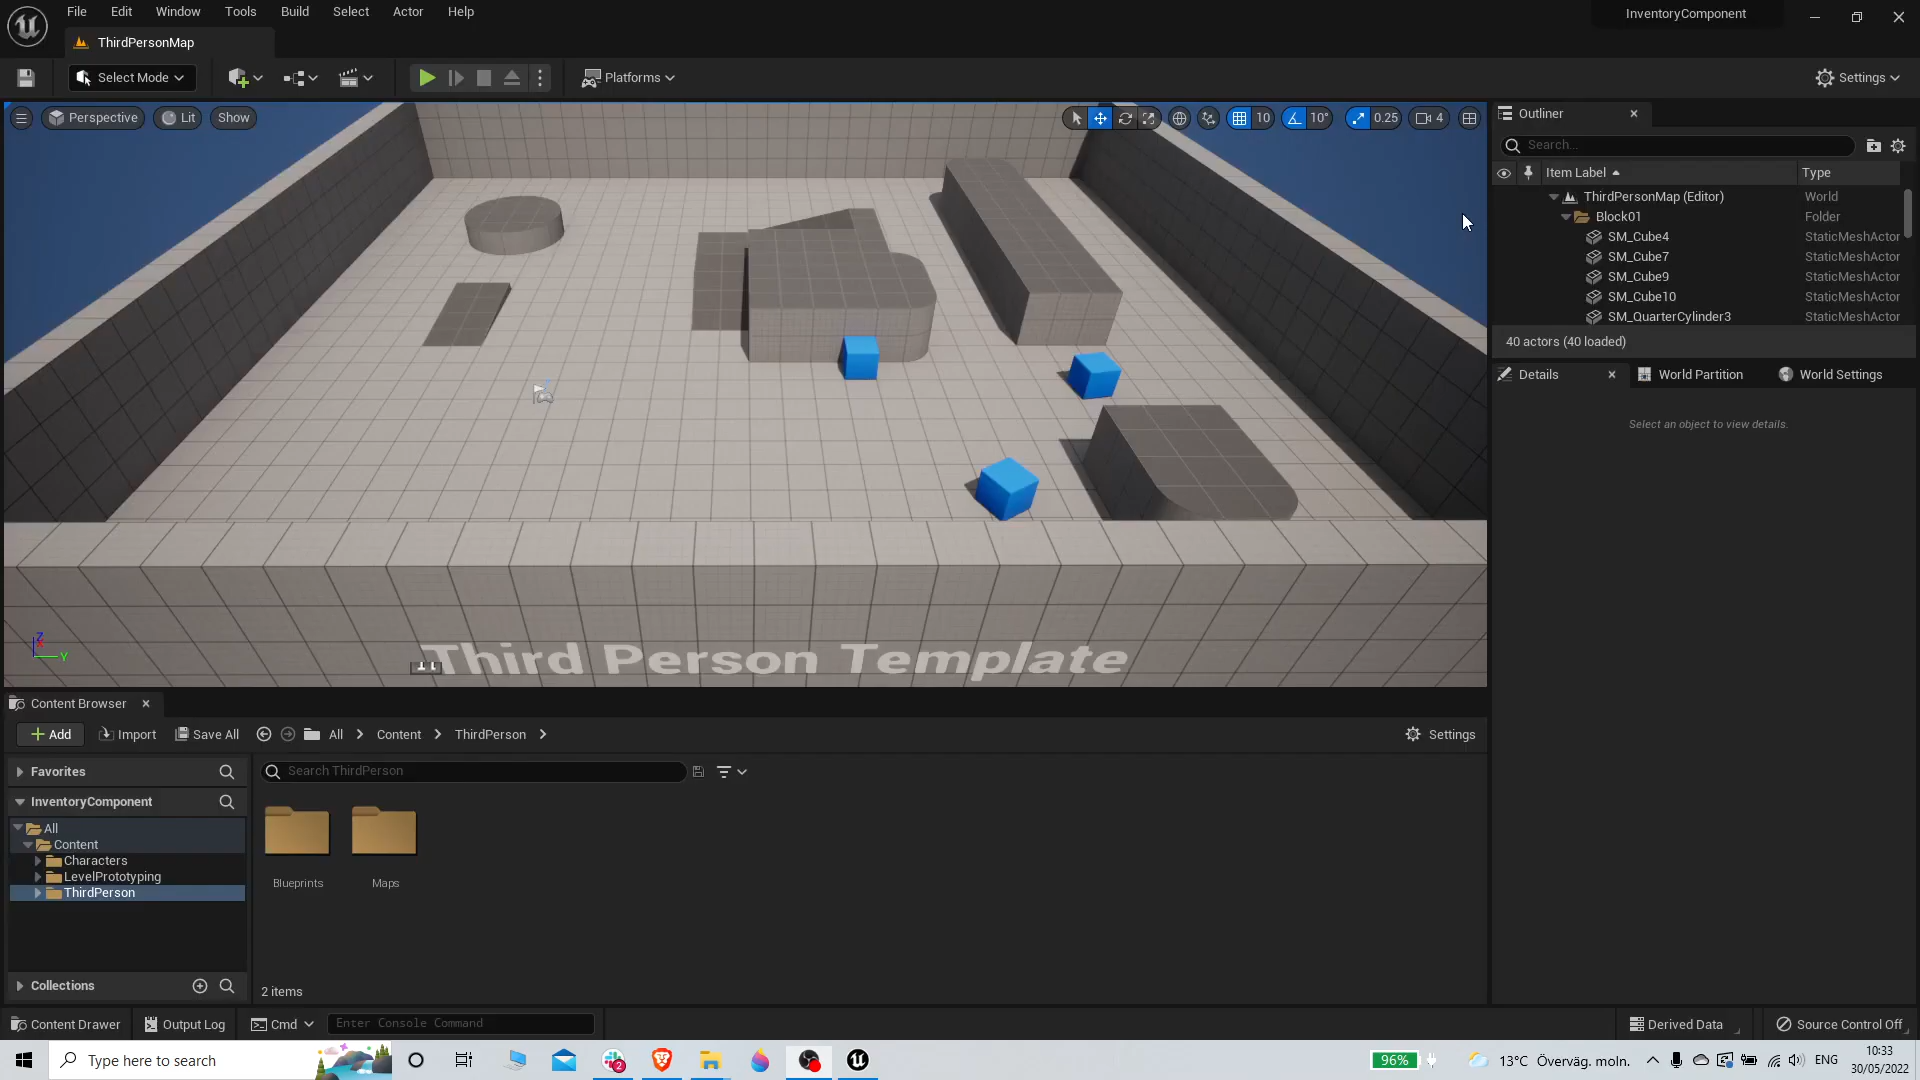 File Edit Window Tools Build Select Actor Help
InventoryComponent
ThirdPersonMap
Select Mode
Platforms
Settings
Perspective Lit Show
10 10° 0.25 4
Third Person Template
Z
Y
Outliner
Search...
Item Label Type
ThirdPersonMap (Editor) World
Block01 Folder
SM_Cube4 StaticMeshActor
SM_Cube7 StaticMeshActor
SM_Cube9 StaticMeshActor
SM_Cube10 StaticMeshActor
SM_QuarterCylinder3 StaticMeshActor
40 actors (40 loaded)
Details World Partition World Settings
Select an object to view details.
Content Browser
Add Import Save All All Content ThirdPerson Settings
Favorites
Search ThirdPerson
InventoryComponent
All
Content
Characters
LevelPrototyping
ThirdPerson
Blueprints Maps
Collections
2 items
Content Drawer Output Log Cmd Enter Console Command
Derived Data Source Control Off
Type here to search
2
96% 13°C Överväg. moln. ENG
10:33
30/05/2022